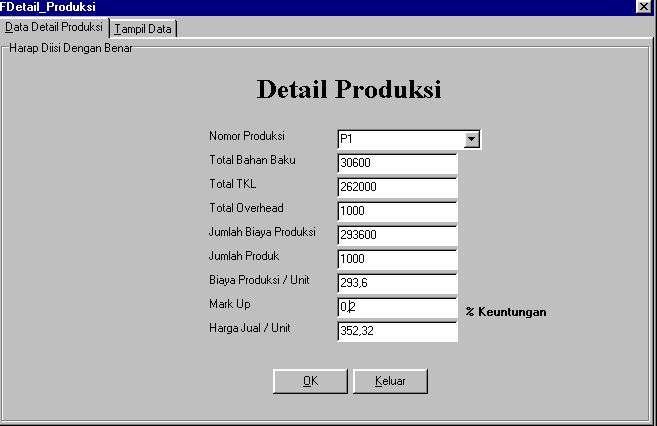 FDetail_Produksi
Data Detail Produksi Tampil Data
Harap Diisi Dengan Benar
Detail Produksi
Nomor Produksi P1
Total Bahan Baku 30600
Total TKL 262000
Total Overhead 1000
Jumlah Biaya Produksi 293600
Jumlah Produk 1000
Biaya Produksi / Unit 293,6
Mark Up 0,2 % Keuntungan
Harga Jual / Unit 352,32
OK Keluar